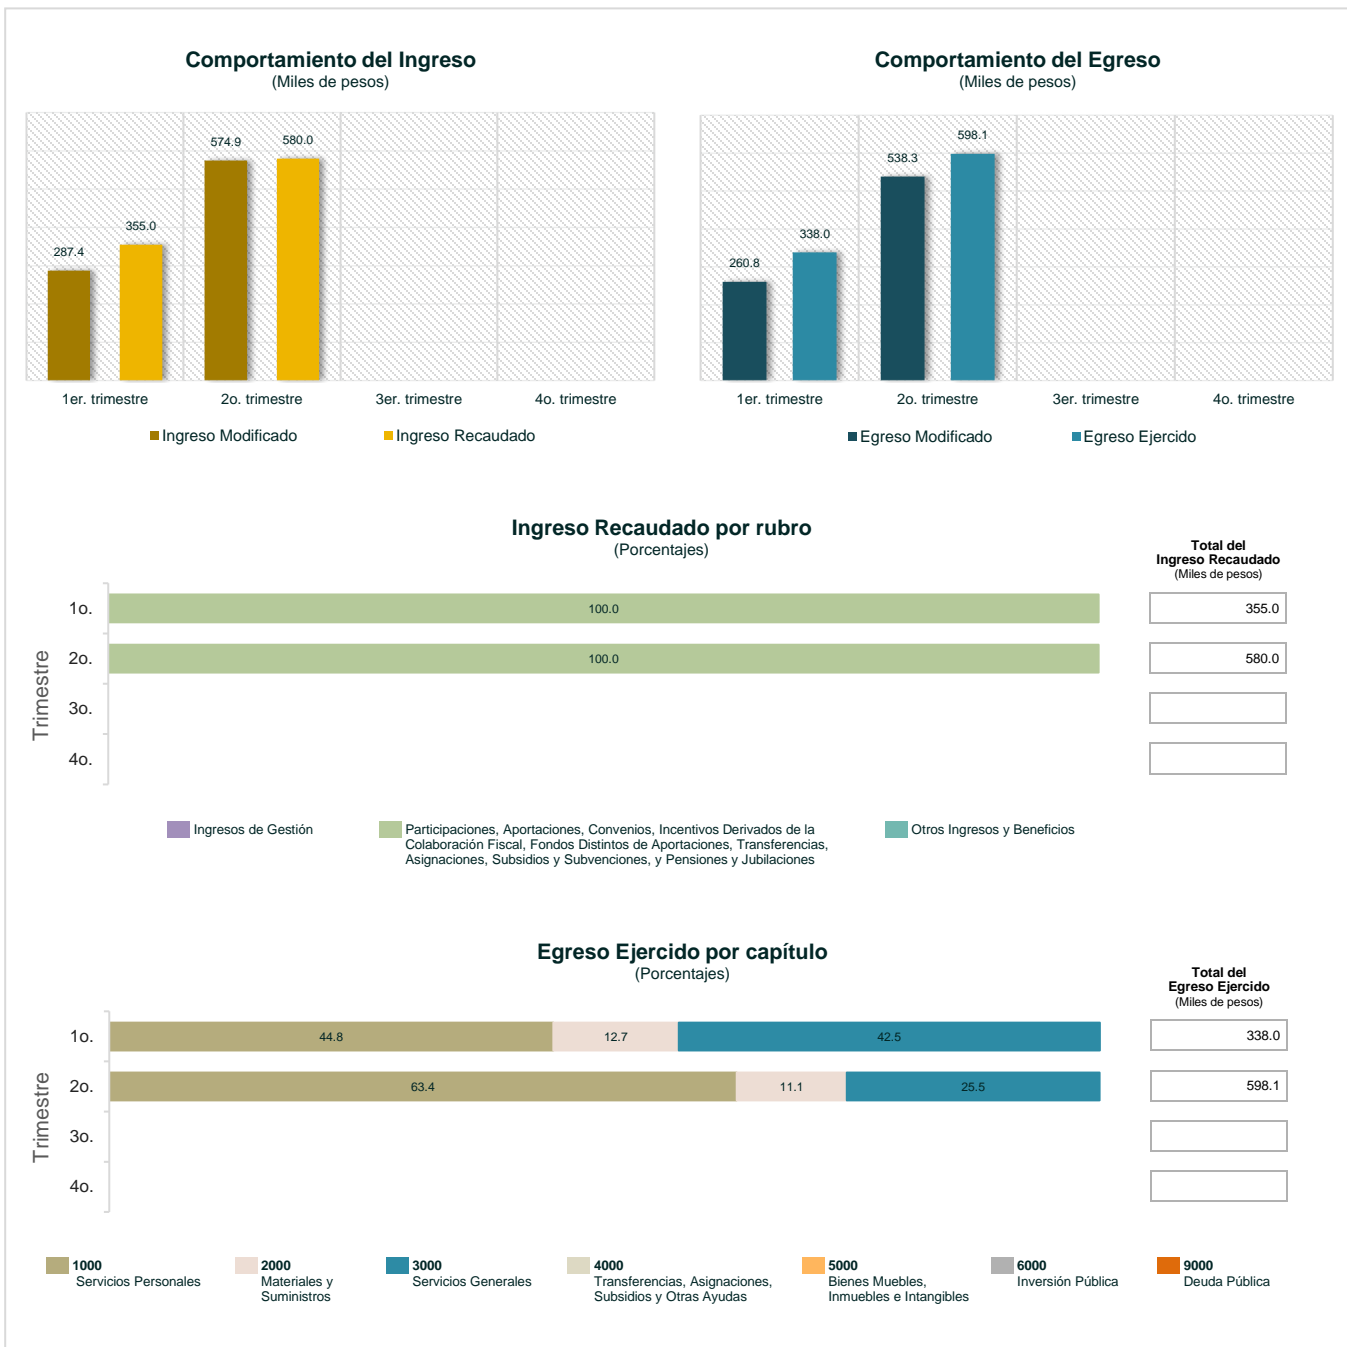 Comportamiento del Ingreso
(Miles de pesos)
287.4
355.0
574.9
580.0
1er. trimestre
2o. trimestre
3er. trimestre
4o. trimestre
Ingreso Modificado
Ingreso Recaudado
Comportamiento del Egreso
(Miles de pesos)
260.8
338.0
538.3
598.1
1er. trimestre
2o. trimestre
3er. trimestre
4o. trimestre
Egreso Modificado
Egreso Ejercido
Ingreso Recaudado por rubro
(Porcentajes)
Total del
Ingreso Recaudado
(Miles de pesos)
Trimestre
1o.
100.0
355.0
2o.
100.0
580.0
3o.
4o.
Ingresos de Gestión
Participaciones, Aportaciones, Convenios, Incentivos Derivados de la
Colaboración Fiscal, Fondos Distintos de Aportaciones, Transferencias,
Asignaciones, Subsidios y Subvenciones, y Pensiones y Jubilaciones
Otros Ingresos y Beneficios
Egreso Ejercido por capítulo
(Porcentajes)
Total del
Egreso Ejercido
(Miles de pesos)
Trimestre
1o.
44.8
12.7
42.5
338.0
2o.
63.4
11.1
25.5
598.1
3o.
4o.
1000
Servicios Personales
2000
Materiales y
Suministros
3000
Servicios Generales
4000
Transferencias, Asignaciones,
Subsidios y Otras Ayudas
5000
Bienes Muebles,
Inmuebles e Intangibles
6000
Inversión Pública
9000
Deuda Pública